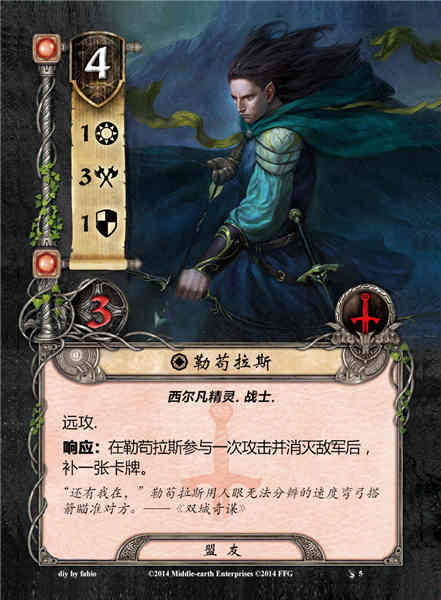 4
1
3
1
3
勒苟拉斯
西尔凡精灵. 战士.
远攻.
响应：在勒苟拉斯参与一次攻击并消灭敌军后，
补一张卡牌。
“还有我在，”勒苟拉斯用人眼无法分辨的速度弯弓搭
箭瞄准对方。——《双城奇谋》
盟友
diy by fabio ©2014 Middle-earth Enterprises ©2014 FFG 5